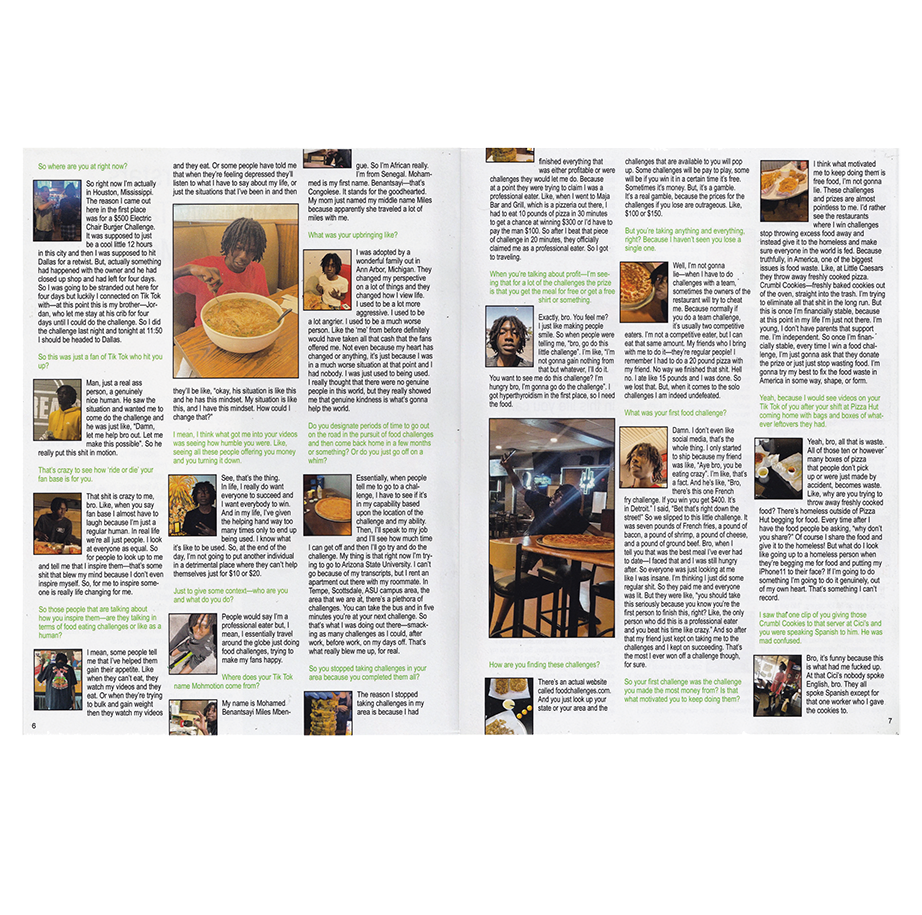 So where are you at right now?
So right now I'm actually
in Houston, Mississippi.
The reason I came
out here in the first place
was for a $500 Electric
Chair Burger Challenge.
It was supposed to just
be a cool little 12 hours
in this city and then I was supposed to hit
Dallas for a retwist. But, actually something
had happened with the owner and he had
closed up shop and had left for four days.
So I was going to be stranded out here for
four days but luckily I connected on Tik Tok
with—at this point this my brother—Jor-
dan, who let me stay at his crib for four
days until I could do the challenge. So I did
the challenge last night and tonight at 11:50
I should be headed to Dallas.
So this was just a fan of Tik Tok who hit you
up?
Man, just a real ass
person, a genuinely
nice human. He saw the
situation and wanted me to
come do the challenge and
he was just like, "Damn,
let me help bro out. Let me
make this possible". So he
really put this shit in motion.
That's crazy to see how 'ride or die' your
fan base is for you.
That shit is crazy to me,
bro. Like, when you say
fan base I almost have to
laugh because I'm just a
regular human. In real life
we're all just people. I look
at everyone as equal. So
for people to look up to me
and tell me that I inspire them—that's some
shit that blew my mind because I don't even
inspire myself. So, for me to inspire some-
one is really life changing for me.
So those people that are talking about
how you inspire them—are they talking in
terms of food eating challenges or like as a
human?
I mean, some people tell
me that I've helped them
gain their appetite. Like
when they can't eat, they
watch my videos and they
eat. Or when they're trying
to bulk and gain weight
then they watch my videos
6
and they eat. Or some people have told me
that when they're feeling depressed they'll
listen to what I have to say about my life, or
just the situations that I've been in and then
they'll be like, "okay, his situation is like this
and he has this mindset. My situation is like
this, and I have this mindset. How could I
change that?"
I mean, I think what got me into your videos
was seeing how humble you were. Like,
seeing all these people offering you money
and you turning it down.
See, that's the thing.
In life, I really do want
everyone to succeed and
I want everybody to win.
And in my life, I've given
the helping hand way too
many times only to end up
being used. I know what
it's like to be used. So, at the end of the
day, I'm not going to put another individual
in a detrimental place where they can't help
themselves just for $10 or $20.
Just to give some context—who are you
and what do you do?
People would say I'm a
professional eater but, I
mean, I essentially travel
around the globe just doing
food challenges, trying to
make my fans happy.
Where does your Tik Tok
name Mohmotion come from?
My name is Mohamed
Benantsayi Miles Mben-
gue. So I'm African really.
I'm from Senegal. Moham-
med is my first name. Benantsayi—that's
Congolese. It stands for the goodhearted.
My mom just named my middle name Miles
because apparently she traveled a lot of
miles with me.
What was your upbringing like?
I was adopted by a
wonderful family out in
Ann Arbor, Michigan. They
changed my perspective
on a lot of things and they
changed how I view life.
I used to be a lot more
aggressive. I used to be
a lot angrier. I used to be a much worse
person. Like the 'me' from before definitely
would have taken all that cash that the fans
offered me. Not even because my heart has
changed or anything, it's just because I was
in a much worse situation at that point and I
had nobody. I was just used to being used.
I really thought that there were no genuine
people in this world, but they really showed
me that genuine kindness is what's gonna
help the world.
Do you designate periods of time to go out
on the road in the pursuit of food challenges
and then come back home in a few months
or something? Or do you just go off on a
whim?
Essentially, when people
tell me to go to a chal-
lenge, I have to see if it's
in my capability based
upon the location of the
challenge and my ability.
Then, I'll speak to my job
and I'll see how much time
I can get off and then I'll go try and do the
challenge. My thing is that right now I'm try-
ing to go to Arizona State University. I can't
go because of my transcripts, but I rent an
apartment out there with my roommate. In
Tempe, Scottsdale, ASU campus area, the
area that we are at, there's a plethora of
challenges. You can take the bus and in five
minutes you're at your next challenge. So
that's what I was doing out there—smack-
ing as many challenges as I could, after
work, before work, on my days off. That's
what really blew me up, for real.
So you stopped taking challenges in your
area because you completed them all?
The reason I stopped
taking challenges in my
area is because I had
finished everything that
was either profitable or were
challenges they would let me do. Because
at a point they were trying to claim I was a
professional eater. Like, when I went to Maja
Bar and Grill, which is a pizzeria out there, I
had to eat 10 pounds of pizza in 30 minutes
to get a chance at winning $300 or I'd have to
pay the man $100. So after I beat that piece
of challenge in 20 minutes, they officially
claimed me as a professional eater. So I got
to traveling.
When you're talking about profit—I'm see-
ing that for a lot of the challenges the prize
is that you get the meal for free or get a free
shirt or something.
Exactly, bro. You feel me?
I just like making people
smile. So when people were
telling me, "bro, go do this
little challenge". I'm like, "I'm
not gonna gain nothing from
that but whatever, I'll do it.
You want to see me do this challenge? I'm
hungry bro, I'm gonna go do the challenge". I
got hyperthyroidism in the first place, so I need
the food.
How are you finding these challenges?
There's an actual website
called foodchallenges.com.
And you just look up your
state or your area and the
challenges that are available to you will pop
up. Some challenges will be pay to play, some
will be if you win it in a certain time it's free.
Sometimes it's money. But, it's a gamble.
It's a real gamble, because the prices for the
challenges if you lose are outrageous. Like,
$100 or $150.
But you're taking anything and everything,
right? Because I haven't seen you lose a
single one.
Well, I'm not gonna
lie—when I have to do
challenges with a team,
sometimes the owners of the
restaurant will try to cheat
me. Because normally if
you do a team challenge,
it's usually two competitive
eaters. I'm not a competitive eater, but I can
eat that same amount. My friends who I bring
with me to do it—they're regular people! I
remember I had to do a 20 pound pizza with
my friend. No way we finished that shit. Hell
no. I ate like 15 pounds and I was done. So
we lost that. But, when it comes to the solo
challenges I am indeed undefeated.
What was your first food challenge?
Damn. I don't even like
social media, that's the
whole thing. I only started
to ship because my friend
was like, "Aye bro, you be
eating crazy". I'm like, that's
a fact. And he's like, "Bro,
there's this one French
fry challenge. If you win you get $400. It's
in Detroit." I said, "Bet that's right down the
street!" So we slipped to this little challenge. It
was seven pounds of French fries, a pound of
bacon, a pound of shrimp, a pound of cheese,
and a pound of ground beef. Bro, when I
tell you that was the best meal I've ever had
to date—I faced that and I was still hungry
after. So everyone was just looking at me
like I was insane. I'm thinking I just did some
regular shit. So they paid me and everyone
was lit. But they were like, "you should take
this seriously because you know you're the
first person to finish this, right? Like, the only
person who did this is a professional eater
and you beat his time like crazy." And so after
that my friend just kept taking me to the
challenges and I kept on succeeding. That's
the most I ever won off a challenge though,
for sure.
So your first challenge was the challenge
you made the most money from? Is that
what motivated you to keep doing them?
I think what motivated
me to keep doing them is
free food, I'm not gonna
lie. These challenges
and prizes are almost
pointless to me. I'd rather
see the restaurants
where I win challenges
stop throwing excess food away and
instead give it to the homeless and make
sure everyone in the world is fed. Because
truthfully, in America, one of the biggest
issues is food waste. Like, at Little Caesars
they throw away freshly cooked pizza.
Crumbl Cookies—freshly baked cookies out
of the oven, straight into the trash. I'm trying
to eliminate all that shit in the long run. But
this is once I'm financially stable, because
at this point in my life I'm just not there. I'm
young, I don't have parents that support
me. I'm independent. So once I'm finan-
cially stable, every time I win a food chal-
lenge, I'm just gonna ask that they donate
the prize or just just stop wasting food. I'm
gonna try my best to fix the food waste in
America in some way, shape, or form.
Yeah, because I would see videos on your
Tik Tok of you after your shift at Pizza Hut
coming home with bags and boxes of what-
ever leftovers they had.
Yeah, bro, all that is waste.
All of those ten or however
many boxes of pizza
that people don't pick
up or were just made by
accident, becomes waste.
Like, why are you trying to
throw away freshly cooked
food? There's homeless outside of Pizza
Hut begging for food. Every time after I
have the food people be asking, "why don't
you share?" Of course I share the food and
give it to the homeless! But what do I look
like going up to a homeless person when
they're begging me for food and putting my
iPhone11 to their face? If I'm going to do
something I'm going to do it genuinely, out
of my own heart. That's something I can't
record.
I saw that one clip of you giving those
Crumbl Cookies to that server at Cici's and
you were speaking Spanish to him. He was
mad confused.
Bro, it's funny because this
is what had me fucked up.
At that Cici's nobody spoke
English, bro. They all
spoke Spanish except for
that one worker who I gave
the cookies to.
7